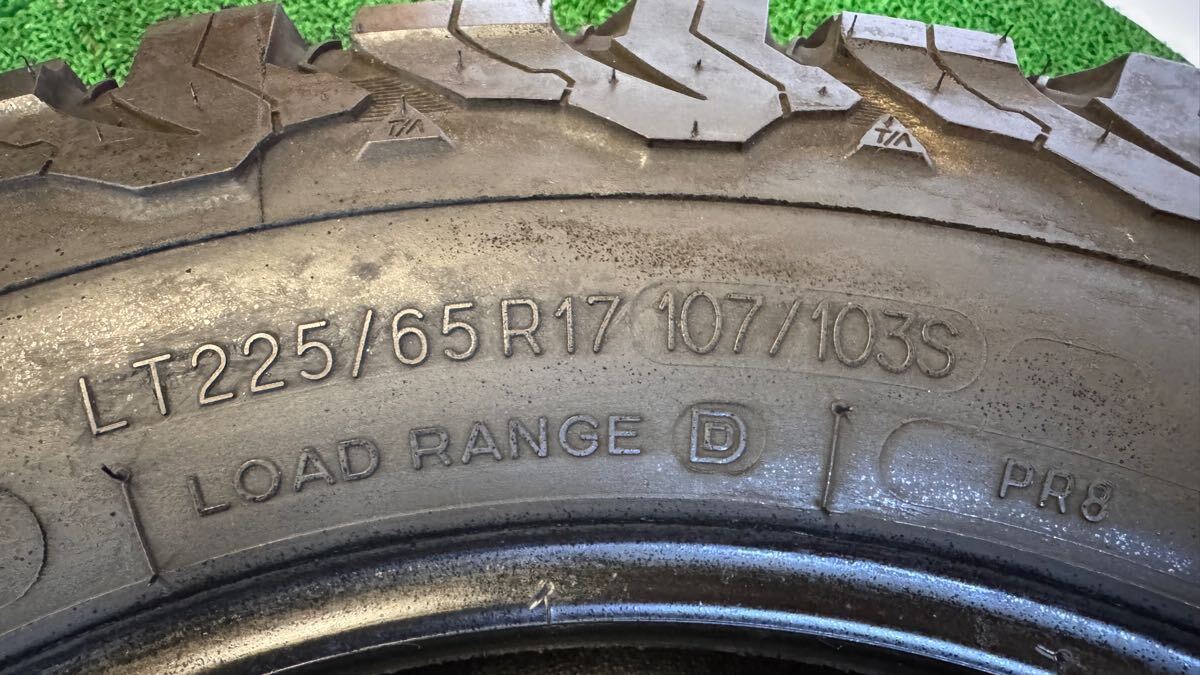 T/A T/A
LT225/65R17 107/103S
LOAD RANGE D PR8